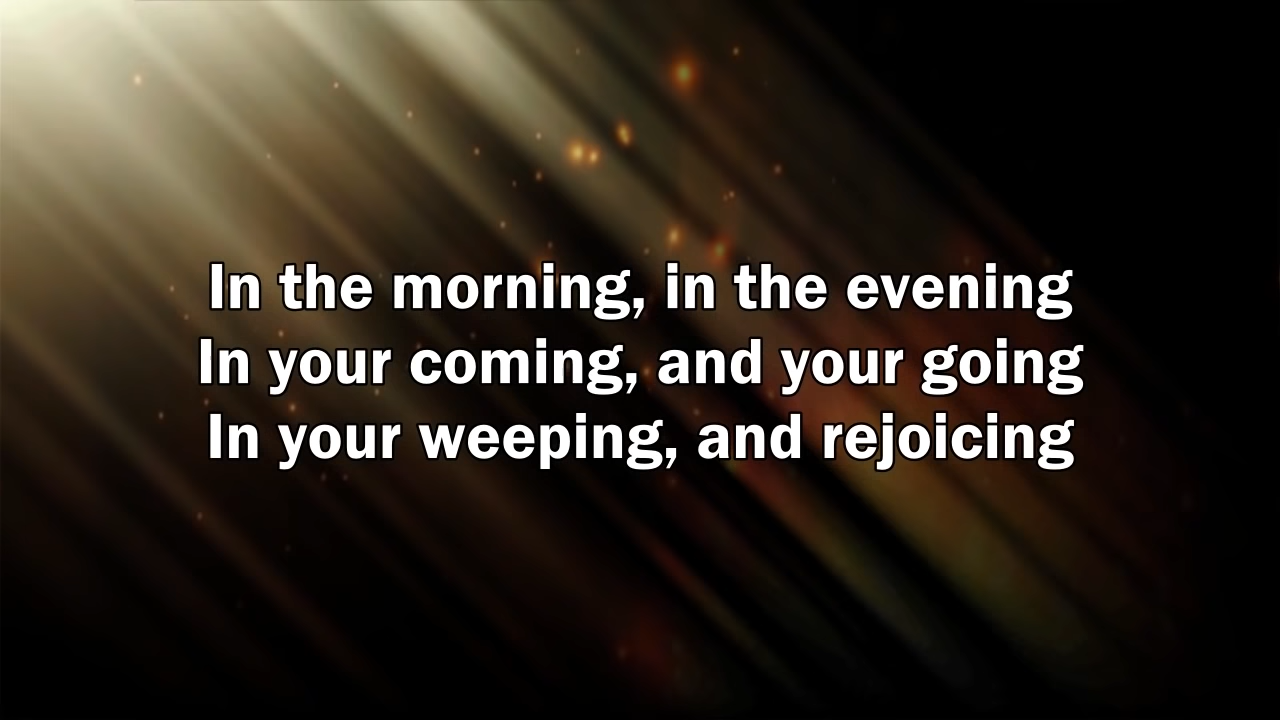 In the morning, in the evening
In your coming, and your going
In your weeping, and rejoicing